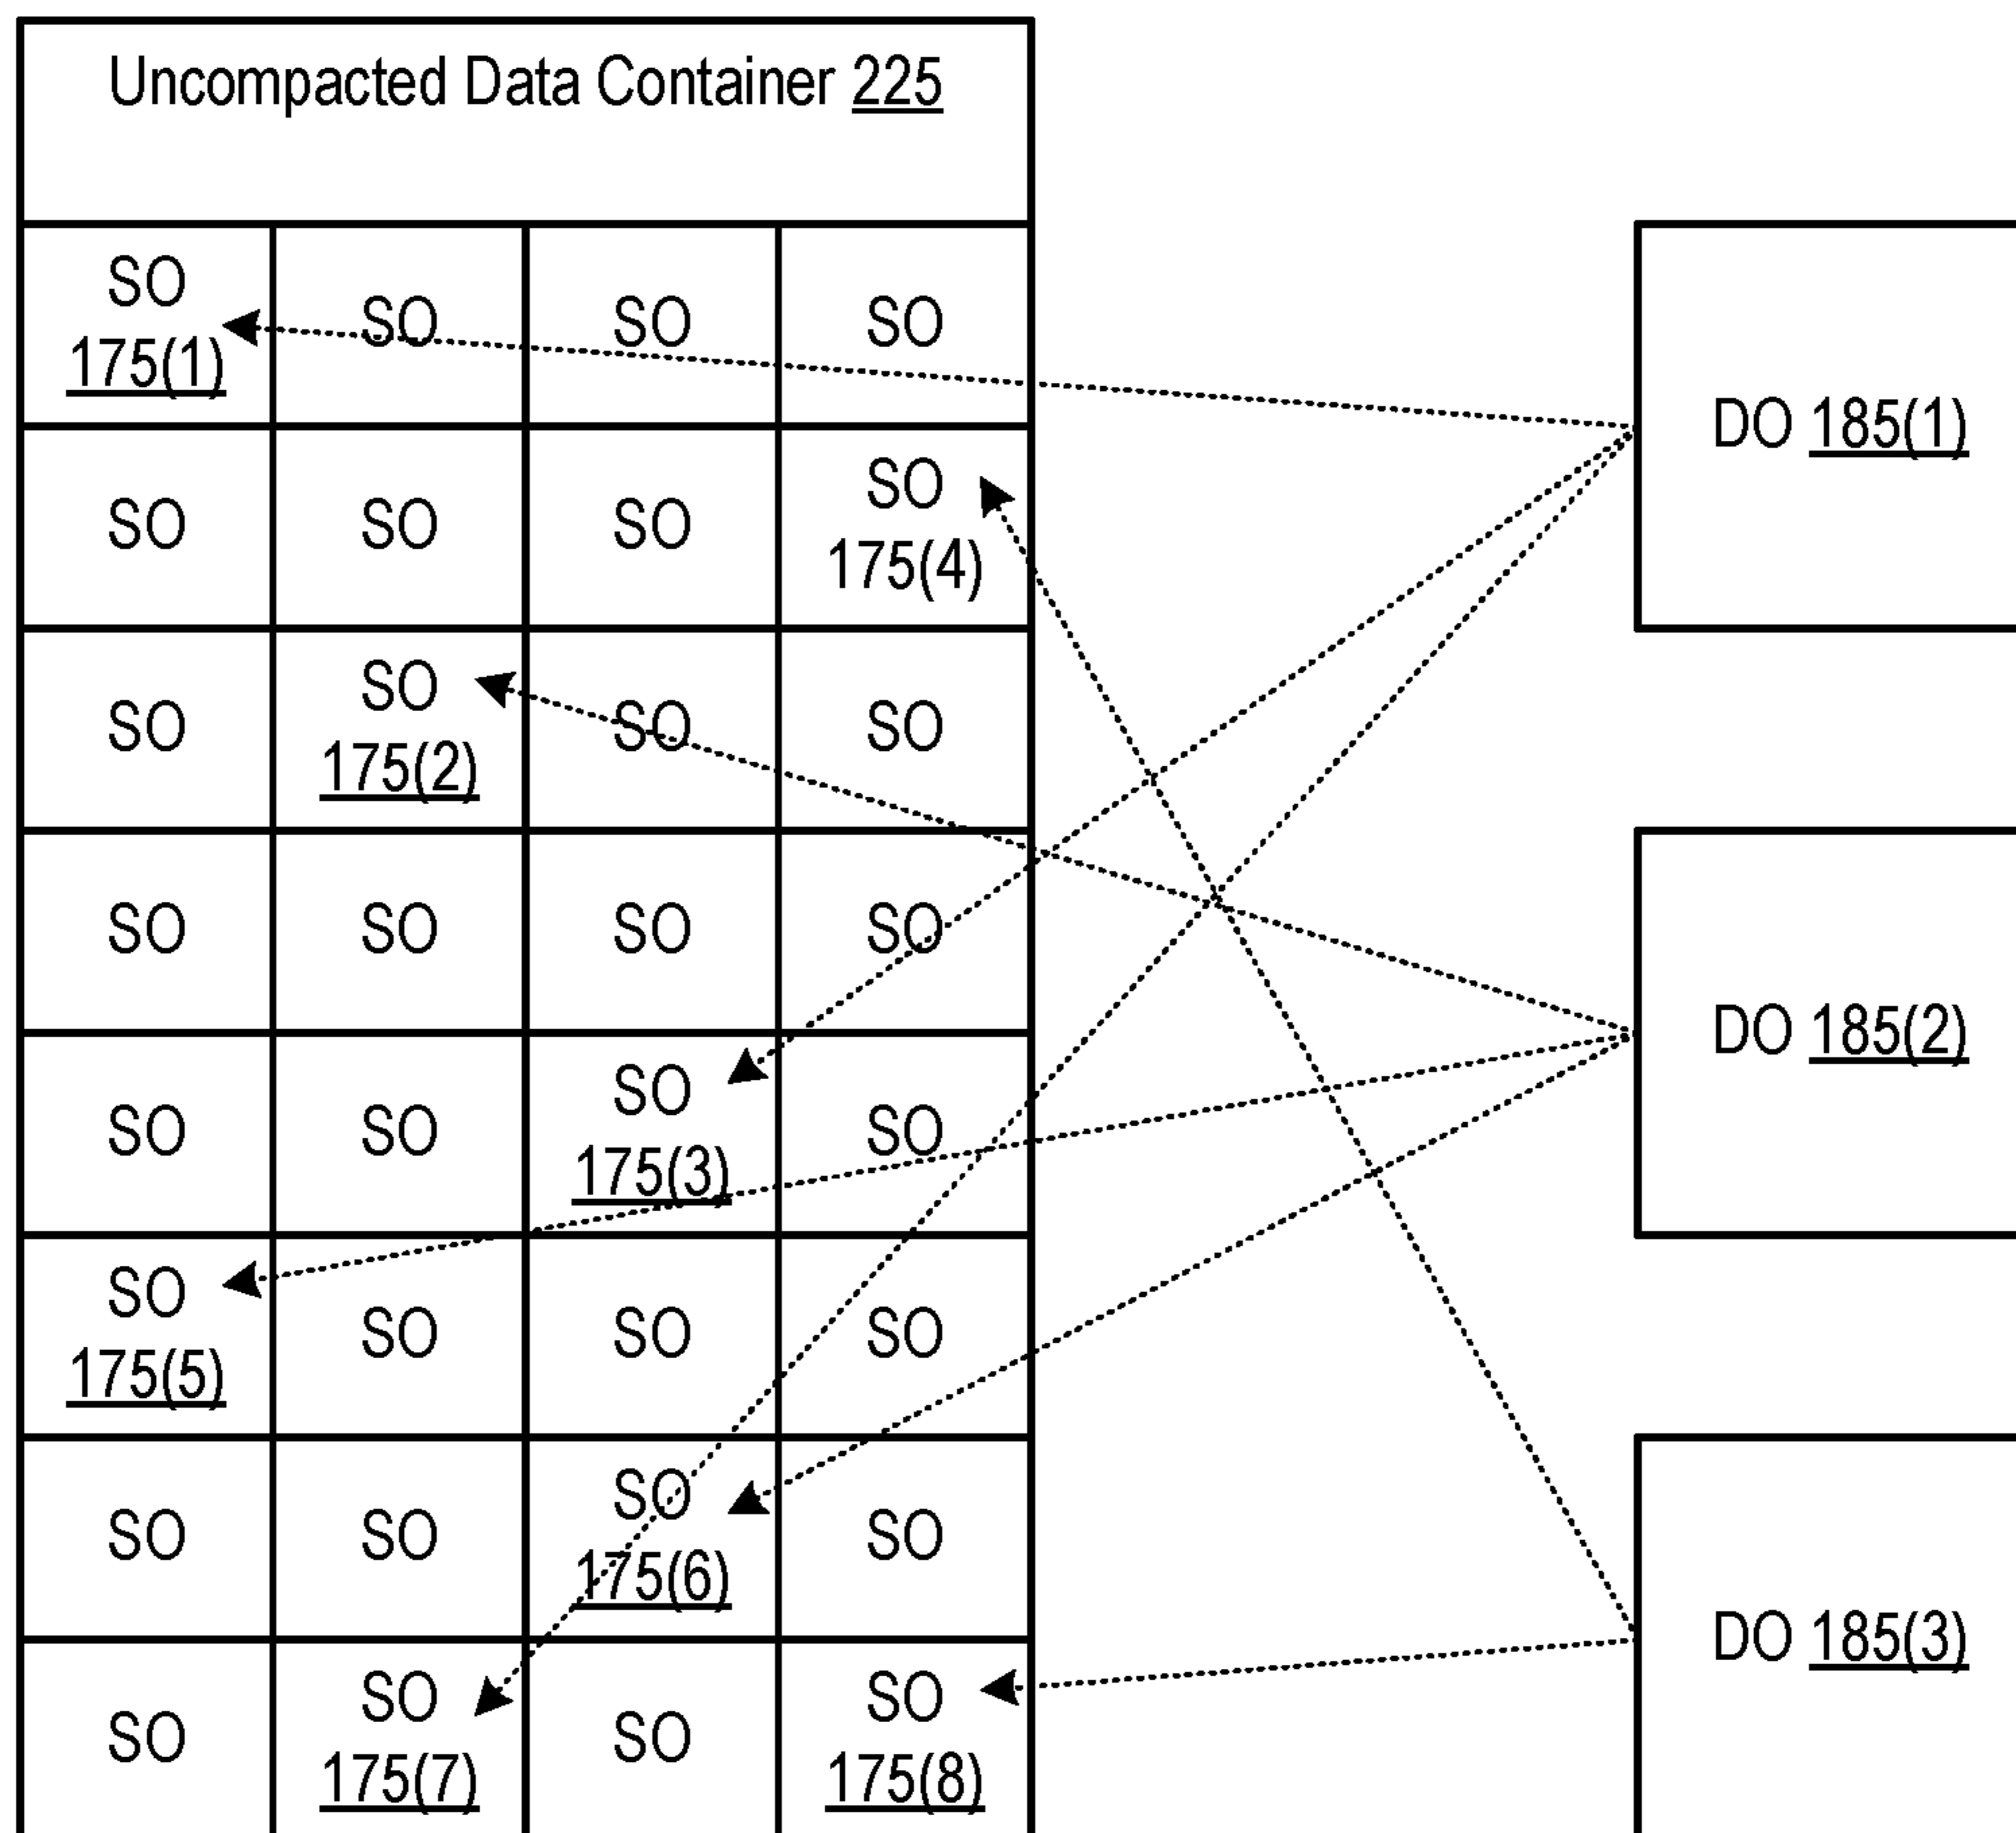 Uncompacted Data Container 225
SO
175(1)
SO
SO
SO
SO
SO
SO
SO
175(4)
SO
SO
175(2)
SO
SO
SO
SO
SO
SO
SO
SO
SO
175(3)
SO
SO
175(5)
SO
SO
SO
SO
SO
SO
175(6)
SO
SO
SO
175(7)
SO
SO
175(8)
DO 185(1)
DO 185(2)
DO 185(3)